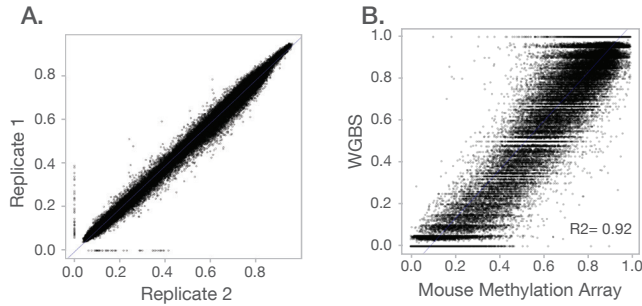 A.
0.8
0.6
0.4
0.2
0.0
Replicate 1
0.0 0.2 0.4 0.6 0.8
Replicate 2
B.
1.0
0.8
0.6
0.4
0.2
0.0
WGBS
R2= 0.92
0.0 0.2 0.4 0.6 0.8 1.0
Mouse Methylation Array